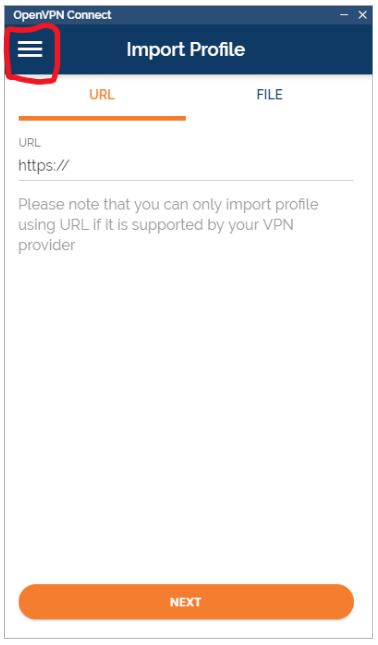 OpenVPN Connect
Import Profile
URL
FILE
URL
https://
Please note that you can only import profile
using URL if it is supported by your VPN
provider
NEXT